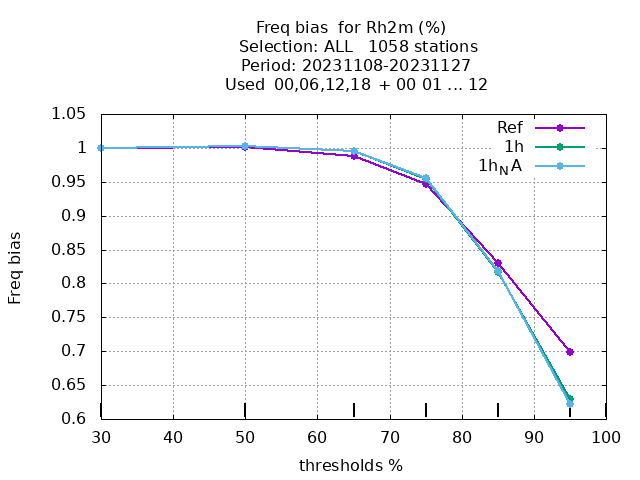 Freq bias  for Rh2m (%)
Selection: ALL   1058 stations
Period: 20231108-20231127
Used  00,06,12,18  + 00 01 ... 12
Ref
1h
1h_NA
1.05
1
0.95
0.9
0.85
0.8
0.75
0.7
0.65
0.6
Freq bias
30 40 50 60 70 80 90 100
thresholds %